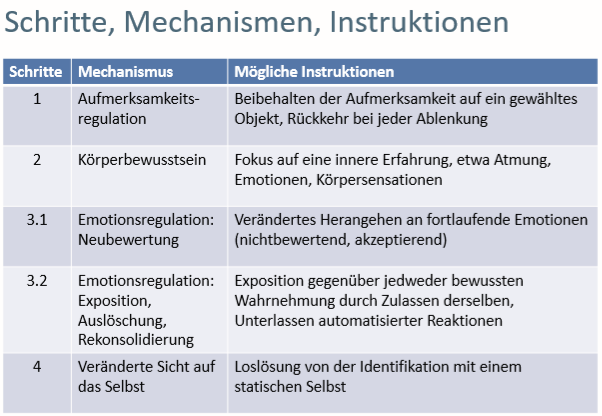 Schritte, Mechanismen, Instruktionen
Schritte Mechanismus Mögliche Instruktionen
1 Aufmerksamkeits- Beibehalten der Aufmerksamkeit auf ein gewähltes
regulation Objekt, Rückkehr bei jeder Ablenkung
2 Körperbewusstsein Fokus auf eine innere Erfahrung, etwa Atmung,
Emotionen, Körpersensationen
3.1 Emotionsregulation: Verändertes Herangehen an fortlaufende Emotionen
Neubewertung (nichtbewertend, akzeptierend)
3.2 Emotionsregulation: Exposition gegenüber jedweder bewussten
Exposition, Wahrnehmung durch Zulassen derselben,
Auslöschung, Unterlassen automatisierter Reaktionen
Rekonsolidierung
4 Veränderte Sicht auf Loslösung von der Identifikation mit einem
das Selbst statischen Selbst